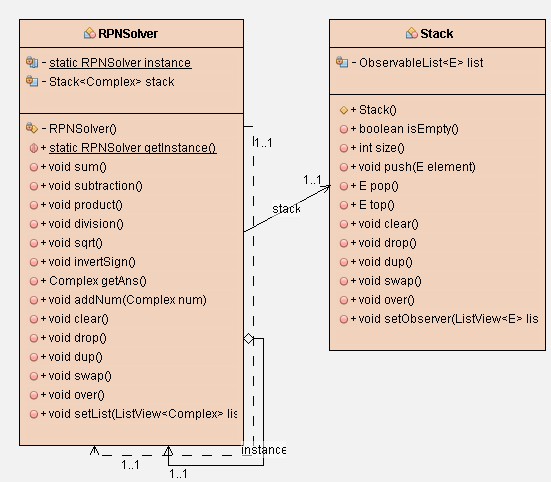 RPNSolver
- static RPNSolver instance
- Stack<Complex> stack
- RPNSolver()
+ static RPNSolver getInstance()
+ void sum()
+ void subtraction()
+ void product()
+ void division()
+ void sqrt()
+ void invertSign()
+ Complex getAns()
+ void addNum(Complex num)
+ void clear()
+ void drop()
+ void dup()
+ void swap()
+ void over()
+ void setList(ListView<Complex> lis
1..1
1..1
stack
instance
1..1
1..1
Stack
- ObservableList<E> list
+ Stack()
+ boolean isEmpty()
+ int size()
+ void push(E element)
+ E pop()
+ E top()
+ void clear()
+ void drop()
+ void dup()
+ void swap()
+ void over()
+ void setObserver(ListView<E> lis